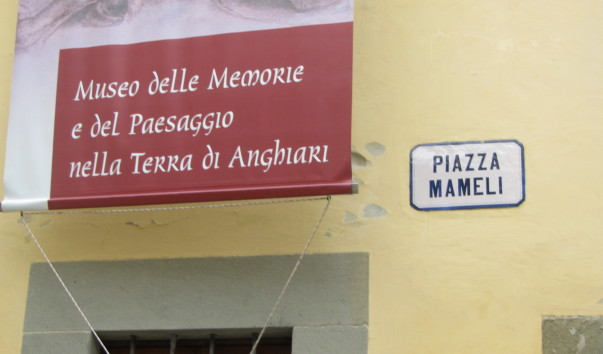 Museo delle Memorie
e del Paesaggio
nella Terra di Anghiari
PIAZZA
MAMELI